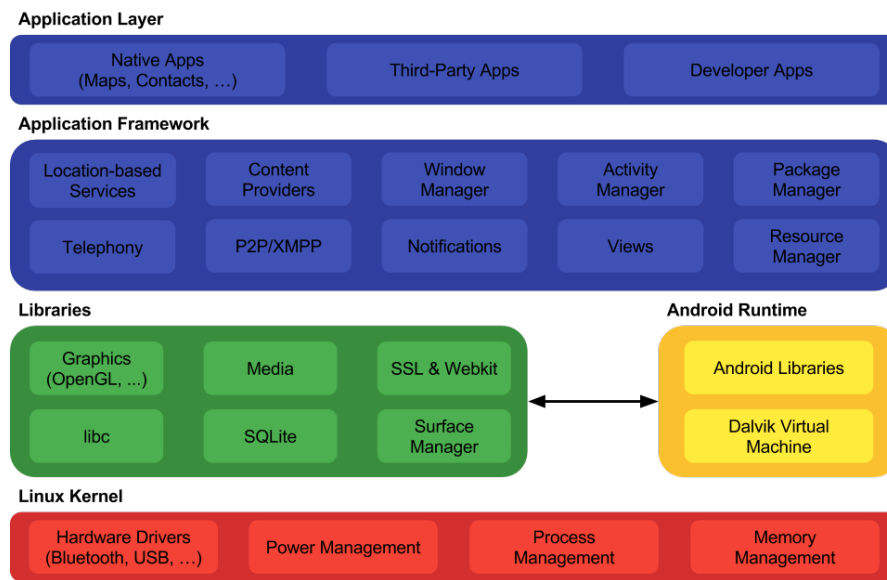 Application Layer
Native Apps
(Maps, Contacts, …)
Third-Party Apps
Developer Apps
Application Framework
Location-based
Services
Content
Providers
Window
Manager
Activity
Manager
Package
Manager
Telephony
P2P/XMPP
Notifications
Views
Resource
Manager
Libraries
Graphics
(OpenGL, ...)
Media
SSL & Webkit
libc
SQLite
Surface
Manager
Android Runtime
Android Libraries
Dalvik Virtual
Machine
Linux Kernel
Hardware Drivers
(Bluetooth, USB, …)
Power Management
Process
Management
Memory
Management